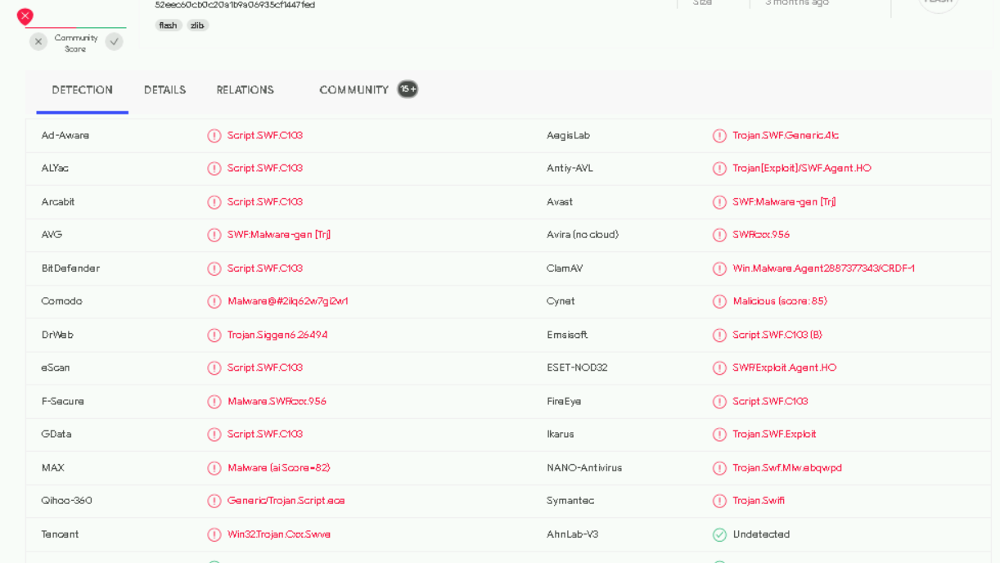 52eec60cb0c20a1b9a06935cf1447fed
Size
3 months ago
FLASH
flash zlib
Community
Score
DETECTION DETAILS RELATIONS COMMUNITY 15+
Ad-Aware Script.SWF.C103 AegisLab Trojan.SWF.Generic.4!c
ALYac Script.SWF.C103 Antiy-AVL Trojan[Exploit]/SWF.Agent.HO
Arcabit Script.SWF.C103 Avast SWF:Malware-gen [Trj]
AVG SWF:Malware-gen [Trj] Avira (no cloud) SWF/cxx.956
BitDefender Script.SWF.C103 ClamAV Win.Malware.Agent2887377343/CRDF-1
Comodo Malware@#2ilq62w7gi2w1 Cynet Malicious (score: 85)
DrWeb Trojan.Siggen6.26494 Emsisoft Script.SWF.C103 (B)
eScan Script.SWF.C103 ESET-NOD32 SWF/Exploit.Agent.HO
F-Secure Malware.SWF/cxx.956 FireEye Script.SWF.C103
GData Script.SWF.C103 Ikarus Trojan.SWF.Exploit
MAX Malware (ai Score=82) NANO-Antivirus Trojan.Swf.Mlw.ebqwpd
Qihoo-360 Generic/Trojan.Script.ece Symantec Trojan.Swifi
Tencent Win32.Trojan.Cxx.Swve AhnLab-V3 Undetected